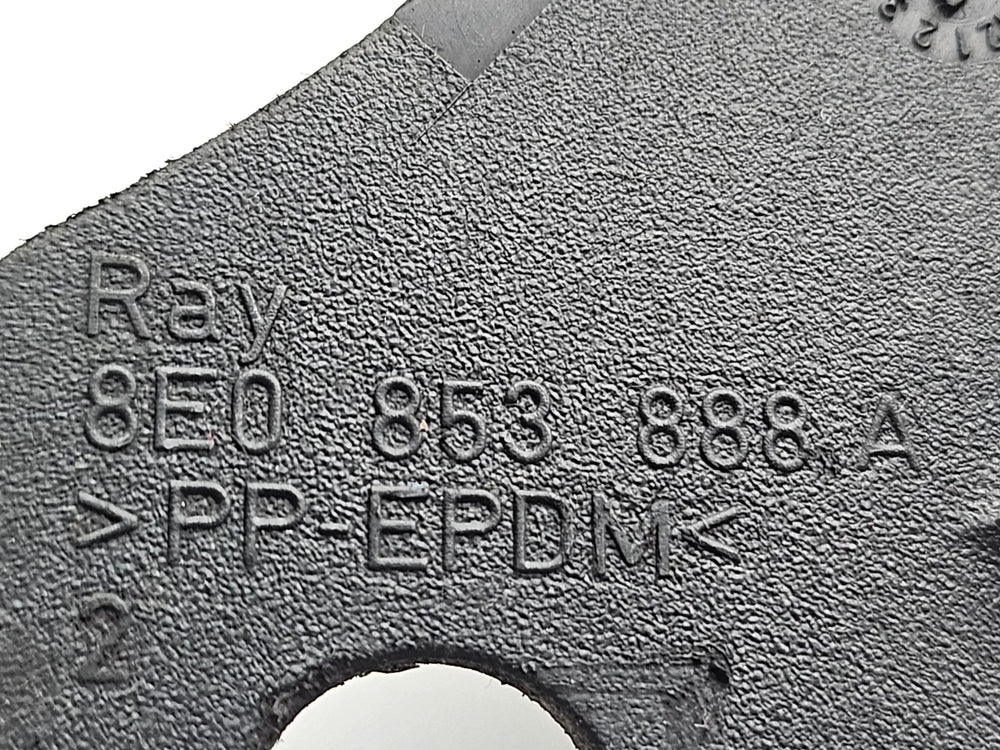 Ray
8E0 853 888 A
>PP-EPDM<
2